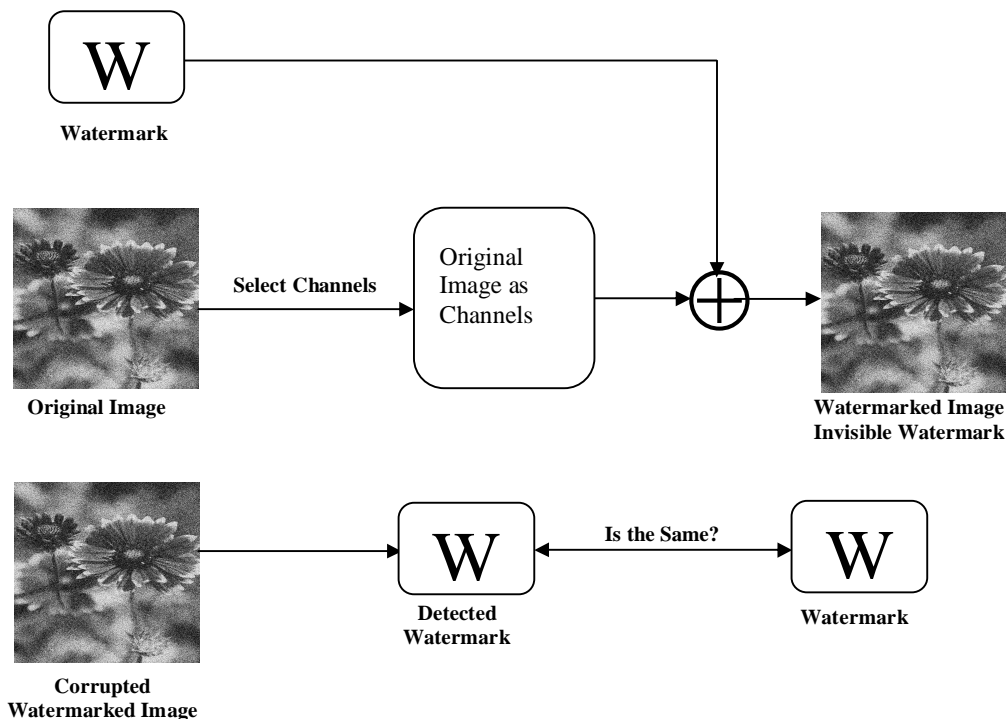 W
Watermark
Select Channels
Original
Image as
Channels
Original Image
Watermarked Image
Invisible Watermark
W
Is the Same?
W
Detected
Watermark
Watermark
Corrupted
Watermarked Image